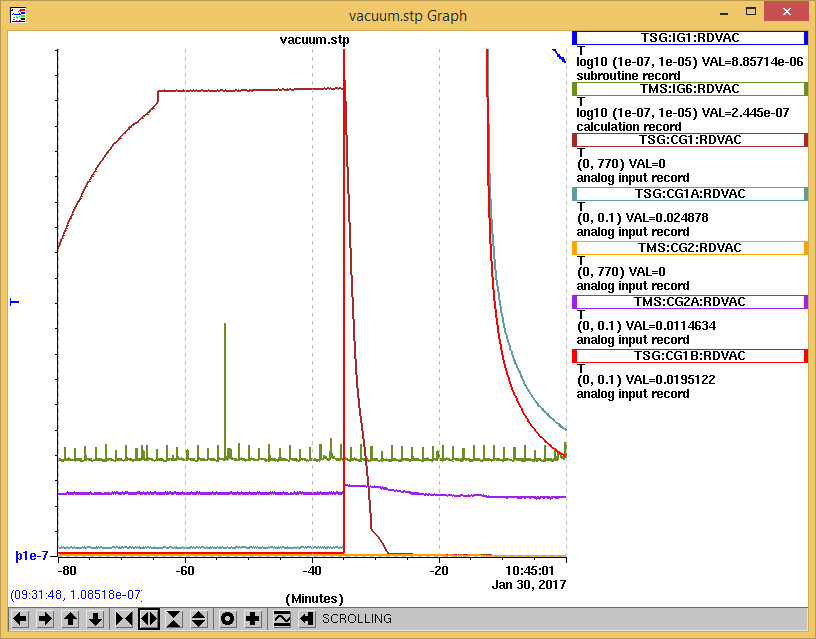 vacuum.stp Graph
vacuum.stp
T
þ1e-7
-80
-60
-40
-20
10:45:01
Jan 30, 2017
(Minutes)
(09:31:48, 1.08518e-07)
SCROLLING
TSG:IG1:RDVAC
T
log10 (1e-07, 1e-05) VAL=8.85714e-06
subroutine record
TMS:IG6:RDVAC
T
log10 (1e-07, 1e-05) VAL=2.445e-07
calculation record
TSG:CG1:RDVAC
T
(0, 770) VAL=0
analog input record
TSG:CG1A:RDVAC
T
(0, 0.1) VAL=0.024878
analog input record
TMS:CG2:RDVAC
T
(0, 770) VAL=0
analog input record
TMS:CG2A:RDVAC
T
(0, 0.1) VAL=0.0114634
analog input record
TSG:CG1B:RDVAC
T
(0, 0.1) VAL=0.0195122
analog input record